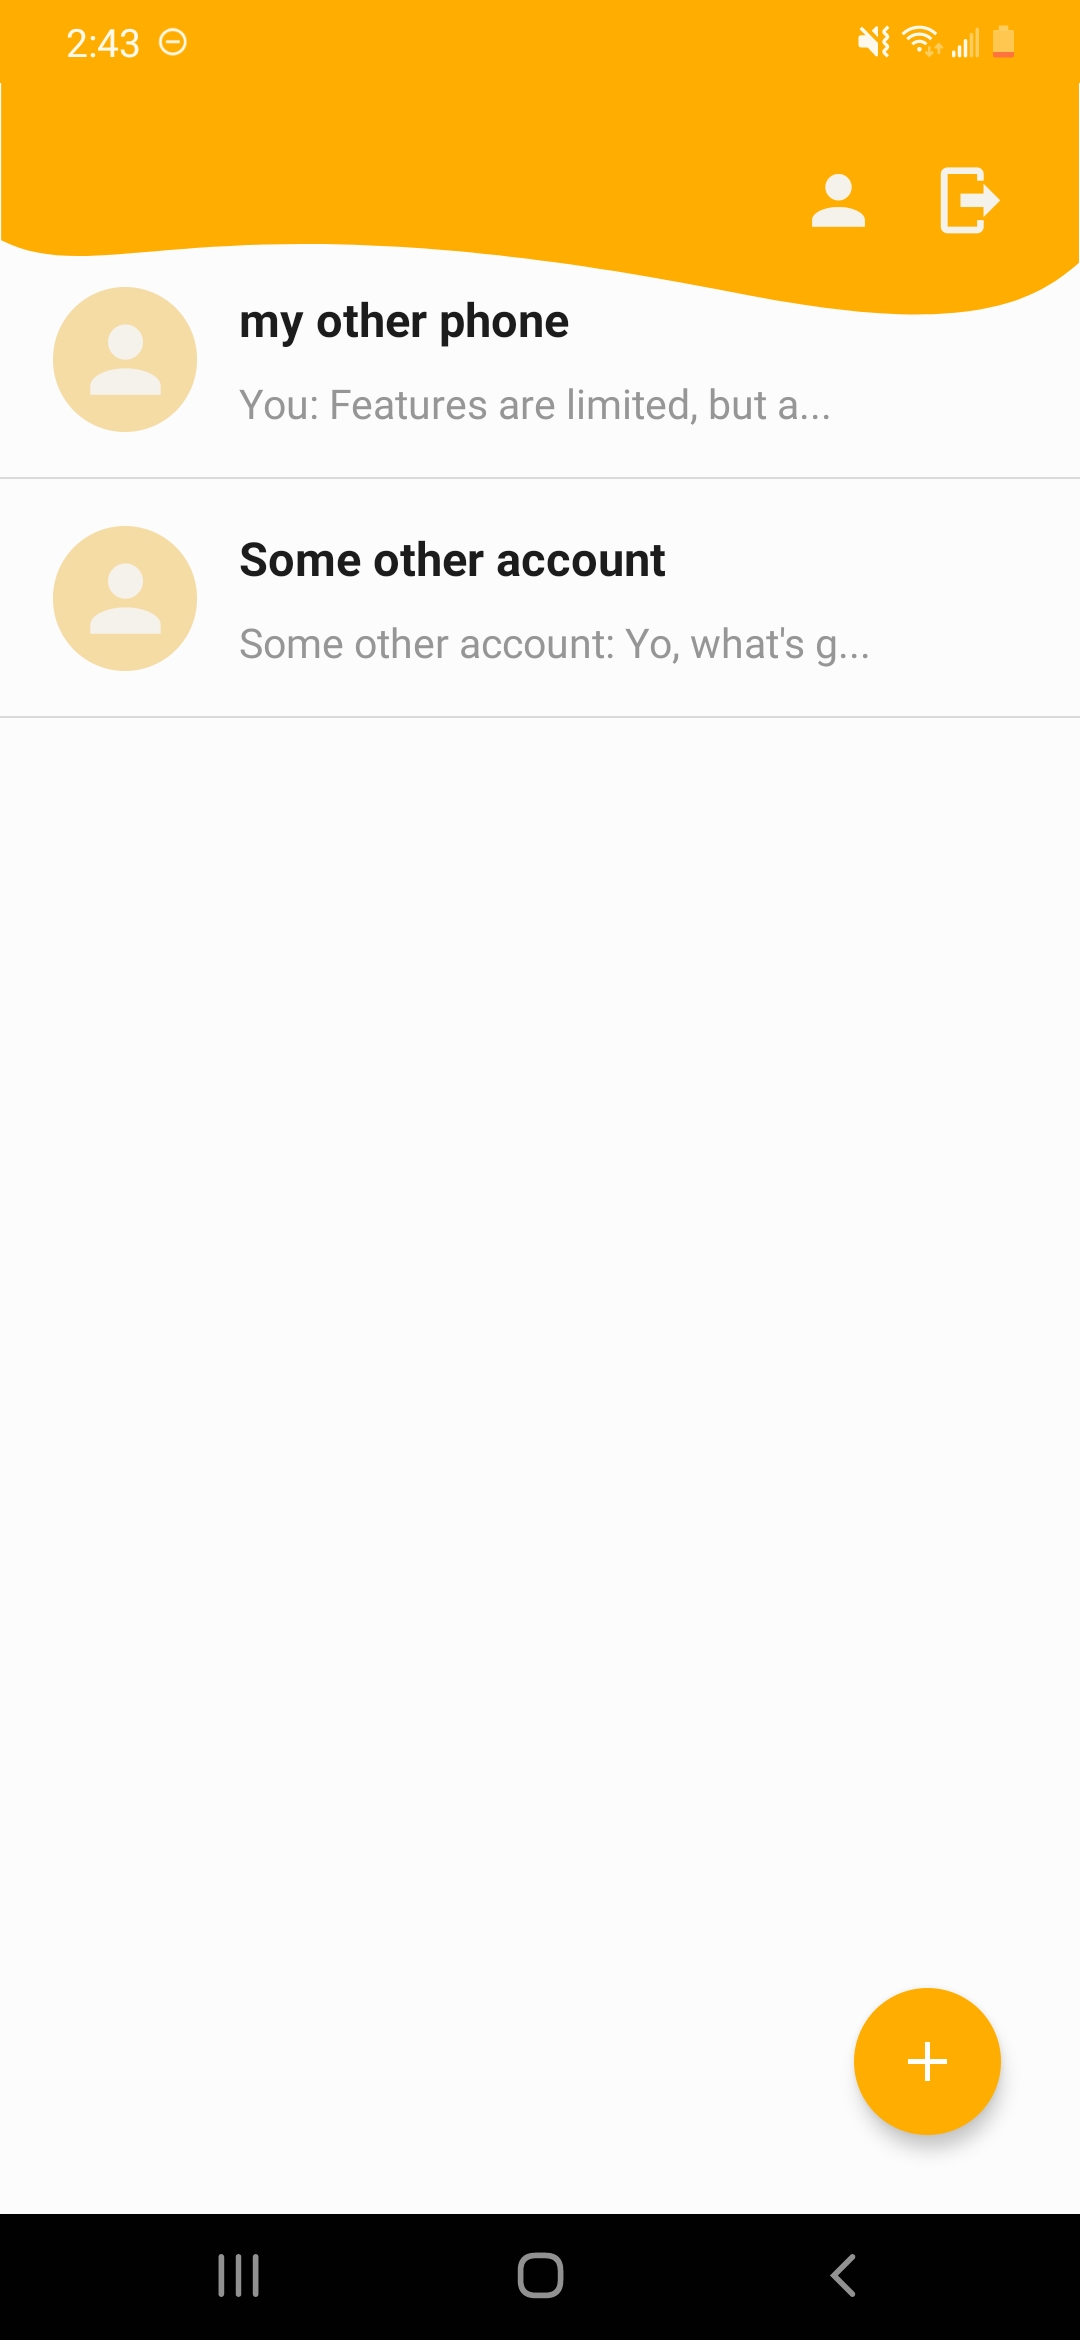 2:43
my other phone
You: Features are limited, but a...
Some other account
Some other account: Yo, what's g...